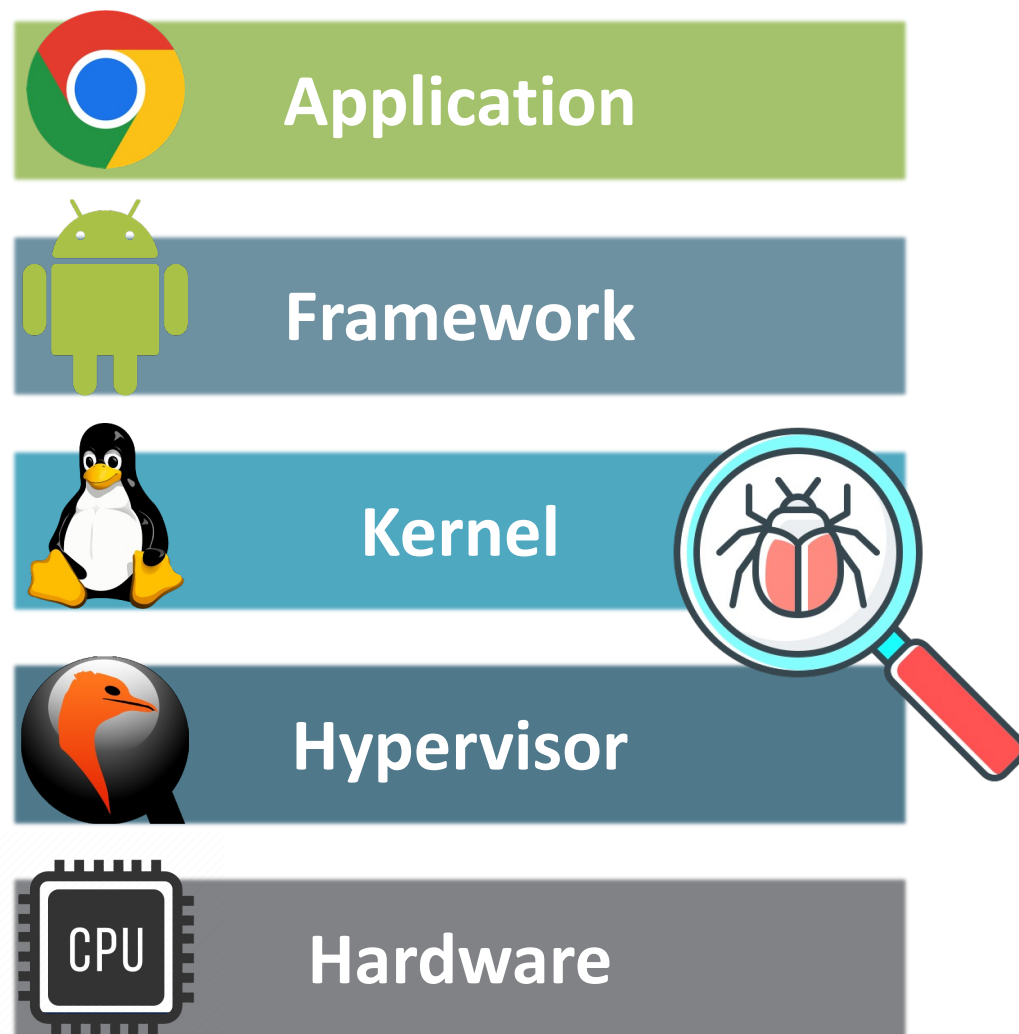 Application
Framework
Kernel
Hypervisor
CPU
Hardware